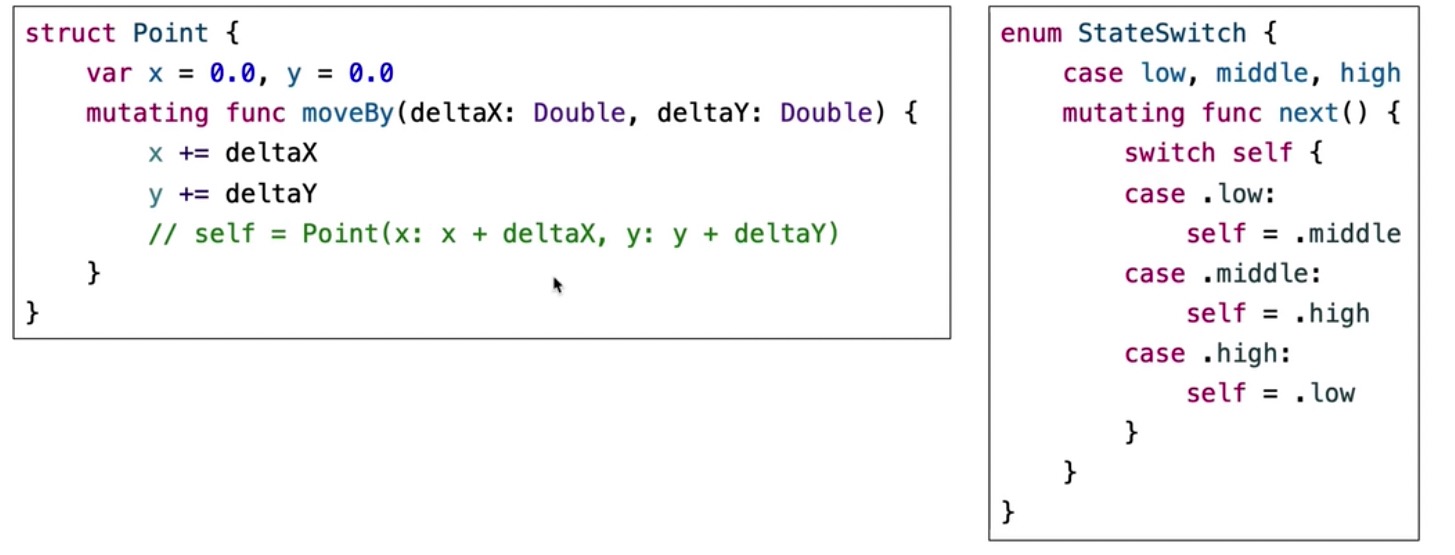 struct Point {
    var x = 0.0, y = 0.0
    mutating func moveBy(deltaX: Double, deltaY: Double) {
        x += deltaX
        y += deltaY
        // self = Point(x: x + deltaX, y: y + deltaY)
    }
}
enum StateSwitch {
    case low, middle, high
    mutating func next() {
        switch self {
        case .low:
            self = .middle
        case .middle:
            self = .high
        case .high:
            self = .low
        }
    }
}